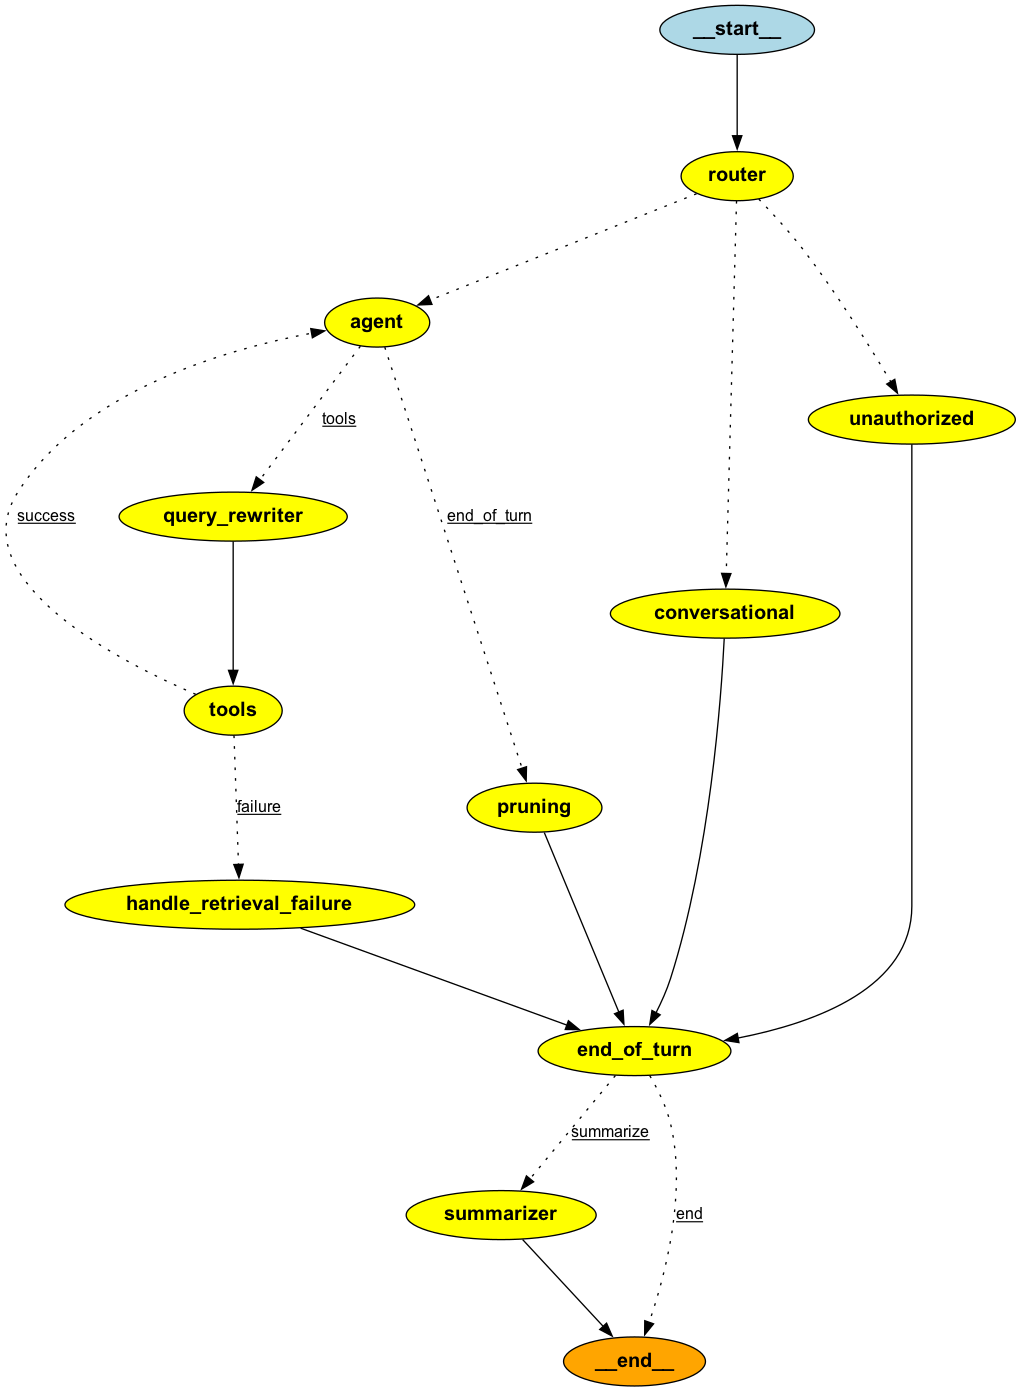 __start__
router
agent
unauthorized
tools
query_rewriter
success
end_of_turn
conversational
tools
pruning
failure
handle_retrieval_failure
end_of_turn
summarize
summarizer
end
__end__